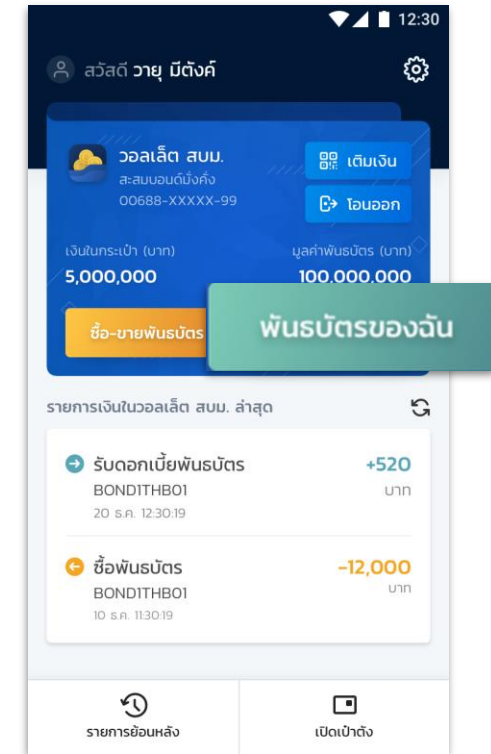 12:30
สวัสดี วายุ มีตังค์
วอลเล็ต สบม.
สะสมบอนด์มั่งคั่ง
00688-XXXXX-99
เติมเงิน
โอนออก
เงินในกระเป๋า (บาท)
5,000,000
มูลค่าพันธบัตร (บาท)
100,000,000
ซื้อ-ขายพันธบัตร
พันธบัตรของฉัน
รายการเงินในวอลเล็ต สบม. ล่าสุด
รับดอกเบี้ยพันธบัตร
+520
BOND1THB01
บาท
20 ธ.ค. 12:30:19
ซื้อพันธบัตร
-12,000
BOND1THB01
บาท
10 ธ.ค. 11:30:19
รายการย้อนหลัง
เปิดเป๋าตัง